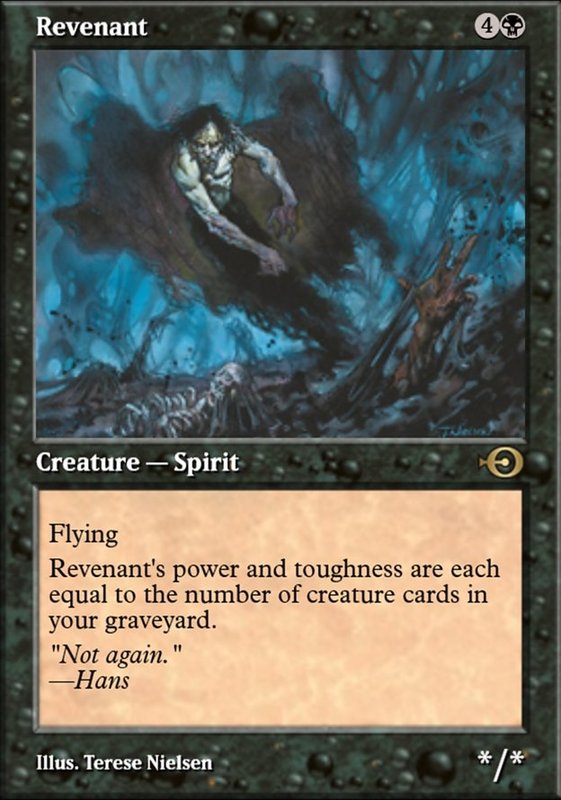 Revenant 4
Creature — Spirit
Flying
Revenant's power and toughness are each
equal to the number of creature cards in
your graveyard.
"Not again."
—Hans
Illus. Terese Nielsen
*/*